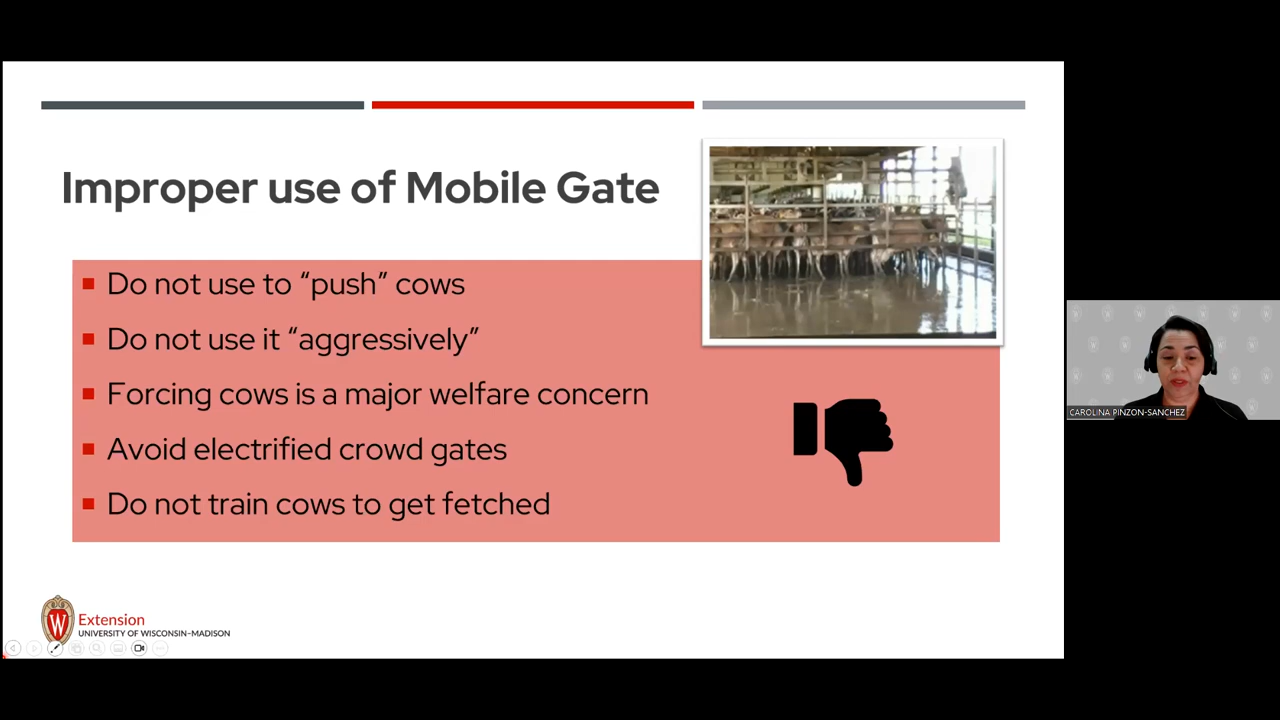 Improper use of Mobile Gate
Do not use to “push” cows
Do not use it “aggressively”
Forcing cows is a major welfare concern
Avoid electrified crowd gates
Do not train cows to get fetched
W
Extension
UNIVERSITY OF WISCONSIN–MADISON
CAROLINA PINZON-SANCHEZ